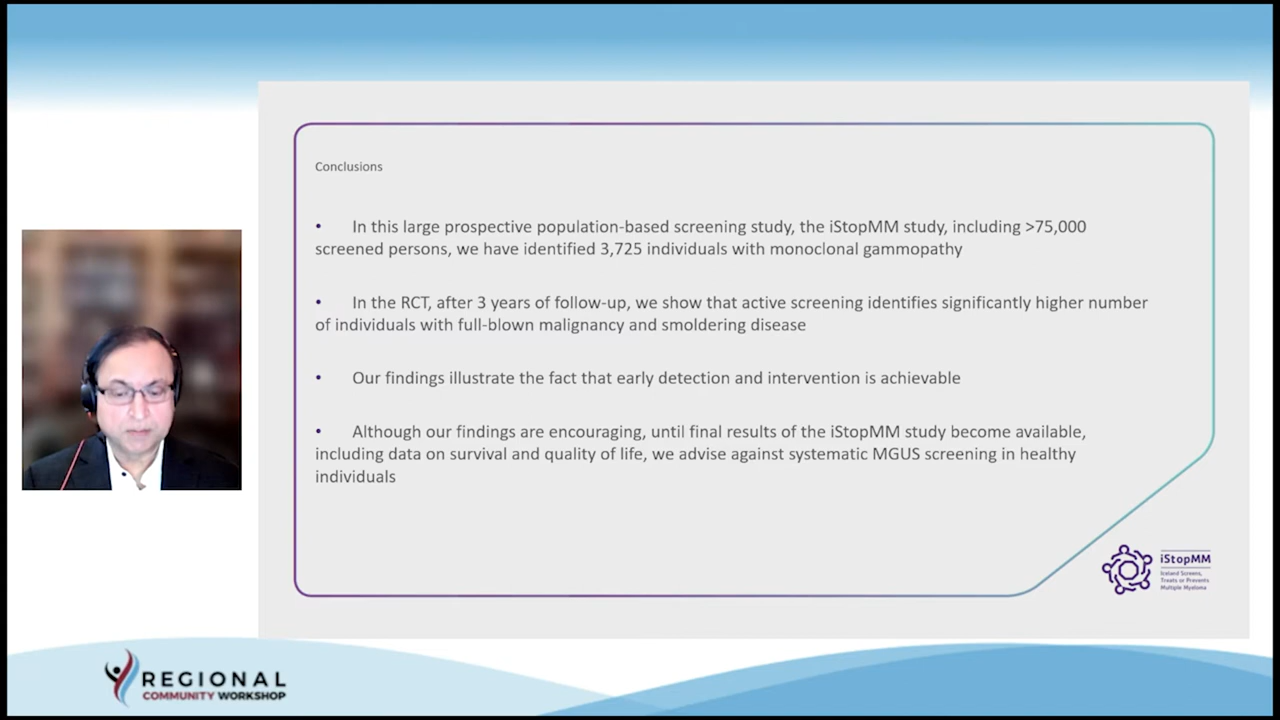 Conclusions
• In this large prospective population-based screening study, the iStopMM study, including >75,000
screened persons, we have identified 3,725 individuals with monoclonal gammopathy
• In the RCT, after 3 years of follow-up, we show that active screening identifies significantly higher number
of individuals with full-blown malignancy and smoldering disease
• Our findings illustrate the fact that early detection and intervention is achievable
• Although our findings are encouraging, until final results of the iStopMM study become available,
including data on survival and quality of life, we advise against systematic MGUS screening in healthy
individuals
iStopMM
Iceland Screens,
Treats or Prevents
Multiple Myeloma
REGIONAL
COMMUNITY WORKSHOP